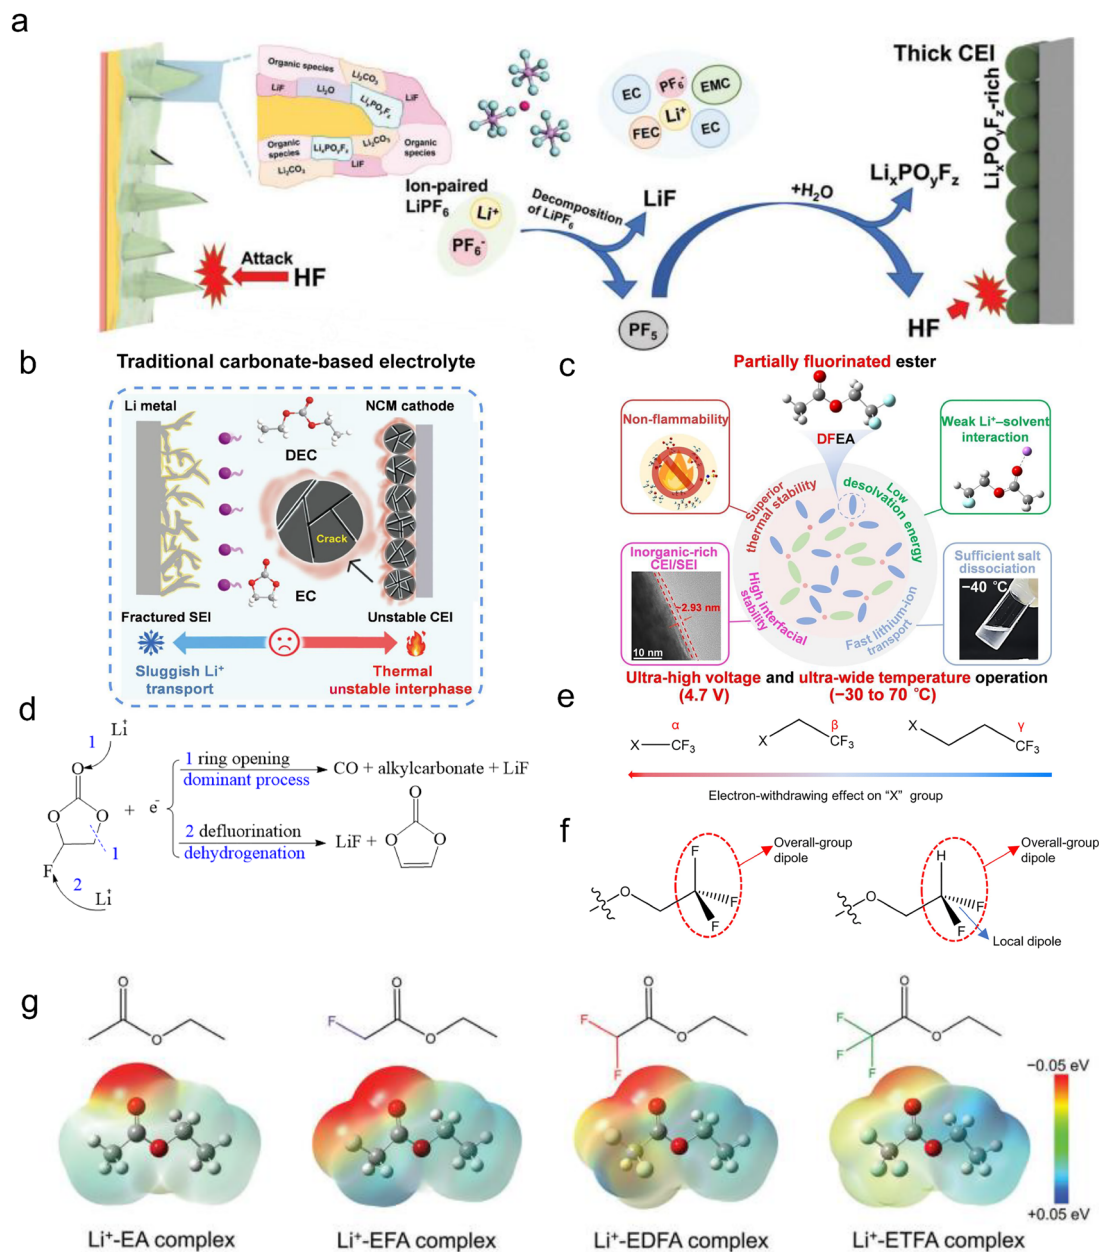 a
Organic species
Li2CO3
LiF
Li2O
LixPOyFz
LiF
Organic
species
LixPOyFz
Li2CO3
Organic
species
Li2CO3
LiF
Ion-paired
LiPF6
Li+
PF6-
EC
PF6-
EMC
Li+
FEC
EC
Decomposition
of LiPF6
LiF
PF5
+H2O
LixPOyFz
HF
Attack
HF
Thick CEI
LixPOyFz-rich
b
Traditional carbonate-based electrolyte
Li metal
NCM cathode
DEC
Crack
EC
Fractured SEI
Unstable CEI
Sluggish Li+
transport
Thermal
unstable interphase
c
Partially fluorinated ester
DFEA
Non-flammability
Weak Li+–solvent
interaction
Superior
thermal stability
Low
desolvation energy
Inorganic-rich
CEI/SEI
~2.93 nm
10 nm
High interfacial
stability
Fast lithium-ion
transport
Sufficient salt
dissociation
−40 °C
Ultra-high voltage and ultra-wide temperature operation
(4.7 V)
(−30 to 70 °C)
d
Li+
1
O
O
O
F
1
2
Li+
+
e-
1 ring opening
dominant process
CO + alkylcarbonate + LiF
2 defluorination
dehydrogenation
LiF +
O
O
O
e
α
X
CF3
β
X
CF3
γ
X
CF3
Electron-withdrawing effect on “X” group
f
O
F
F
F
Overall-group
dipole
O
H
F
F
Overall-group
dipole
Local dipole
g
O
O
F
O
O
F
F
O
O
F
F
F
O
O
−0.05 eV
+0.05 eV
Li+-EA complex
Li+-EFA complex
Li+-EDFA complex
Li+-ETFA complex